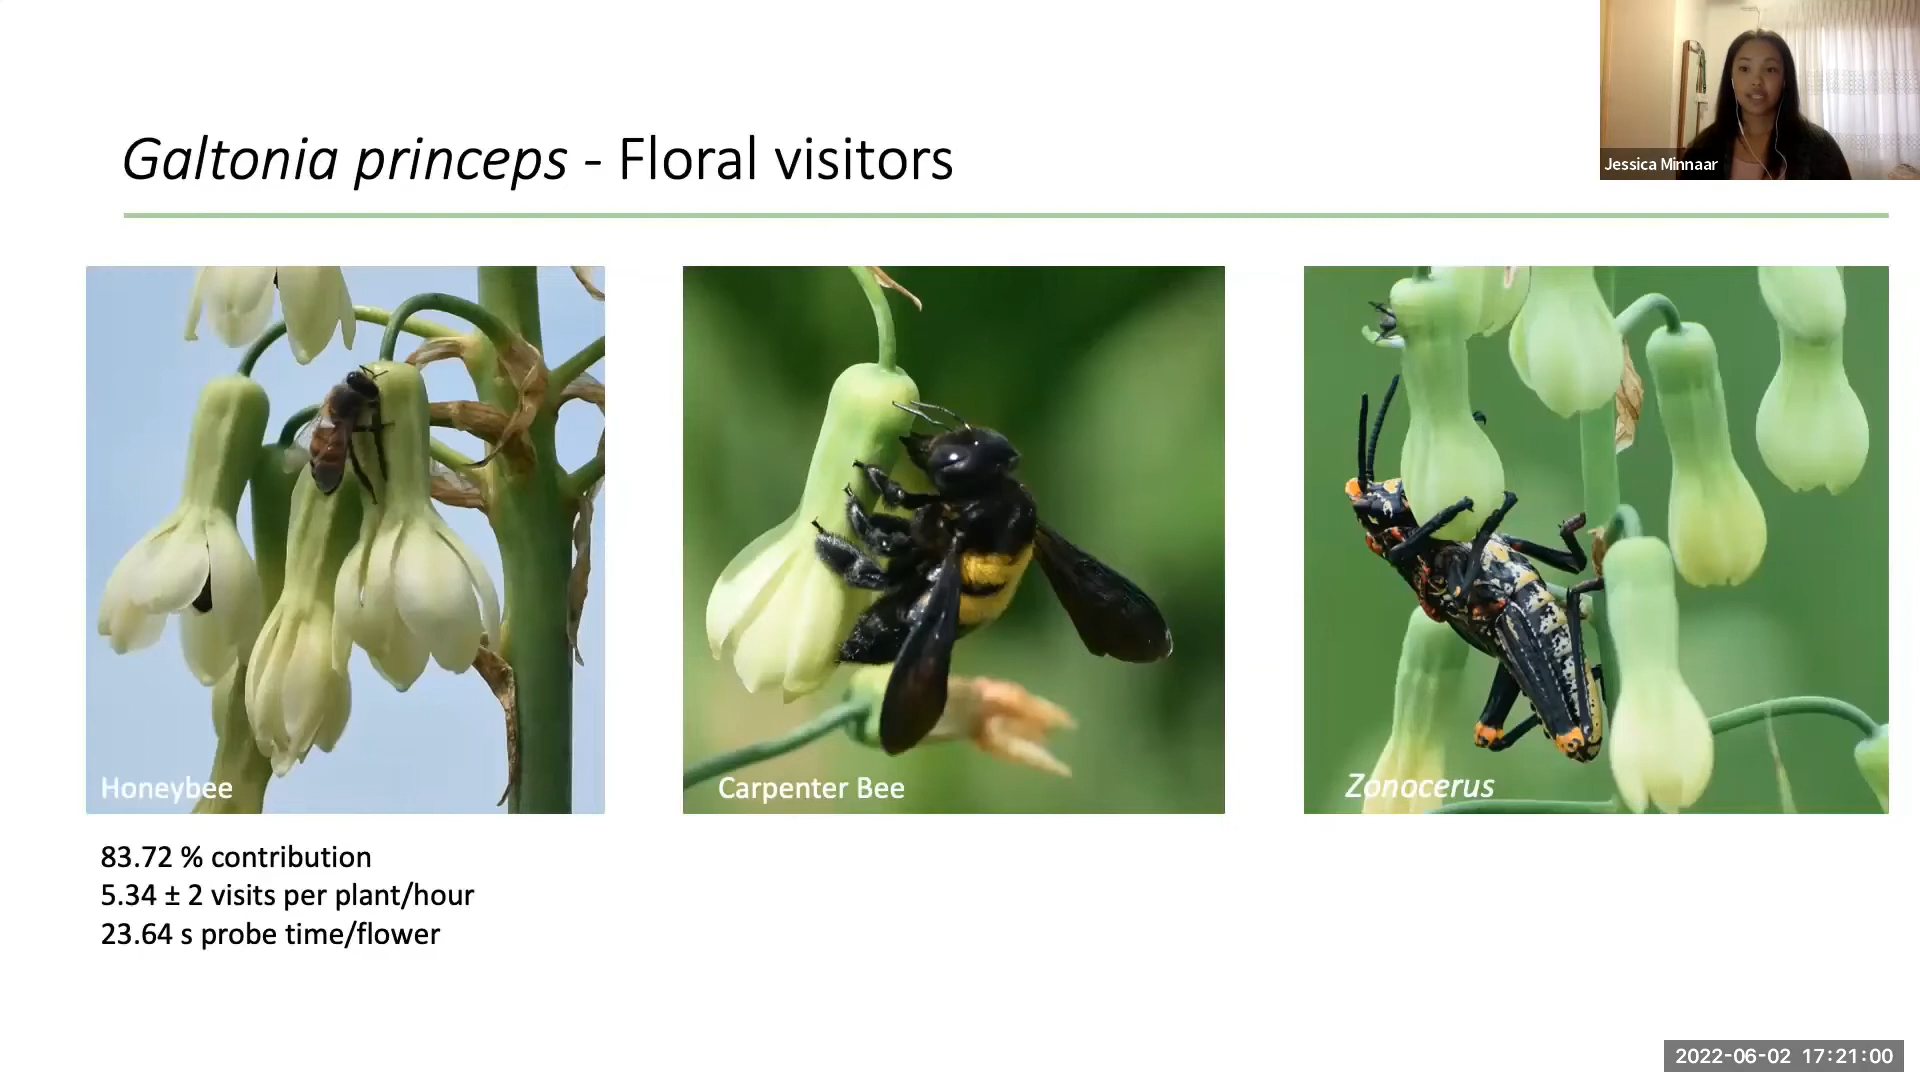 Jessica Minnaar
Galtonia princeps - Floral visitors
Honeybee
Carpenter Bee
Zonocerus
83.72 % contribution
5.34 ± 2 visits per plant/hour
23.64 s probe time/flower
2022-06-02 17:21:00